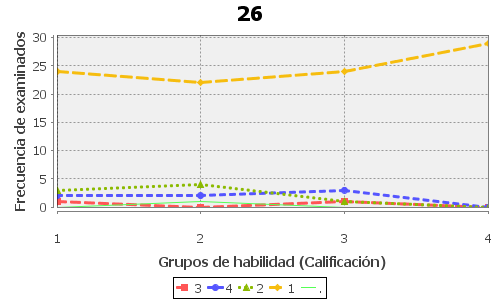 26
Frecuencia de examinados
30
25
20
15
10
5
0
1 2 3 4
Grupos de habilidad (Calificación)
3 4 2 1 .